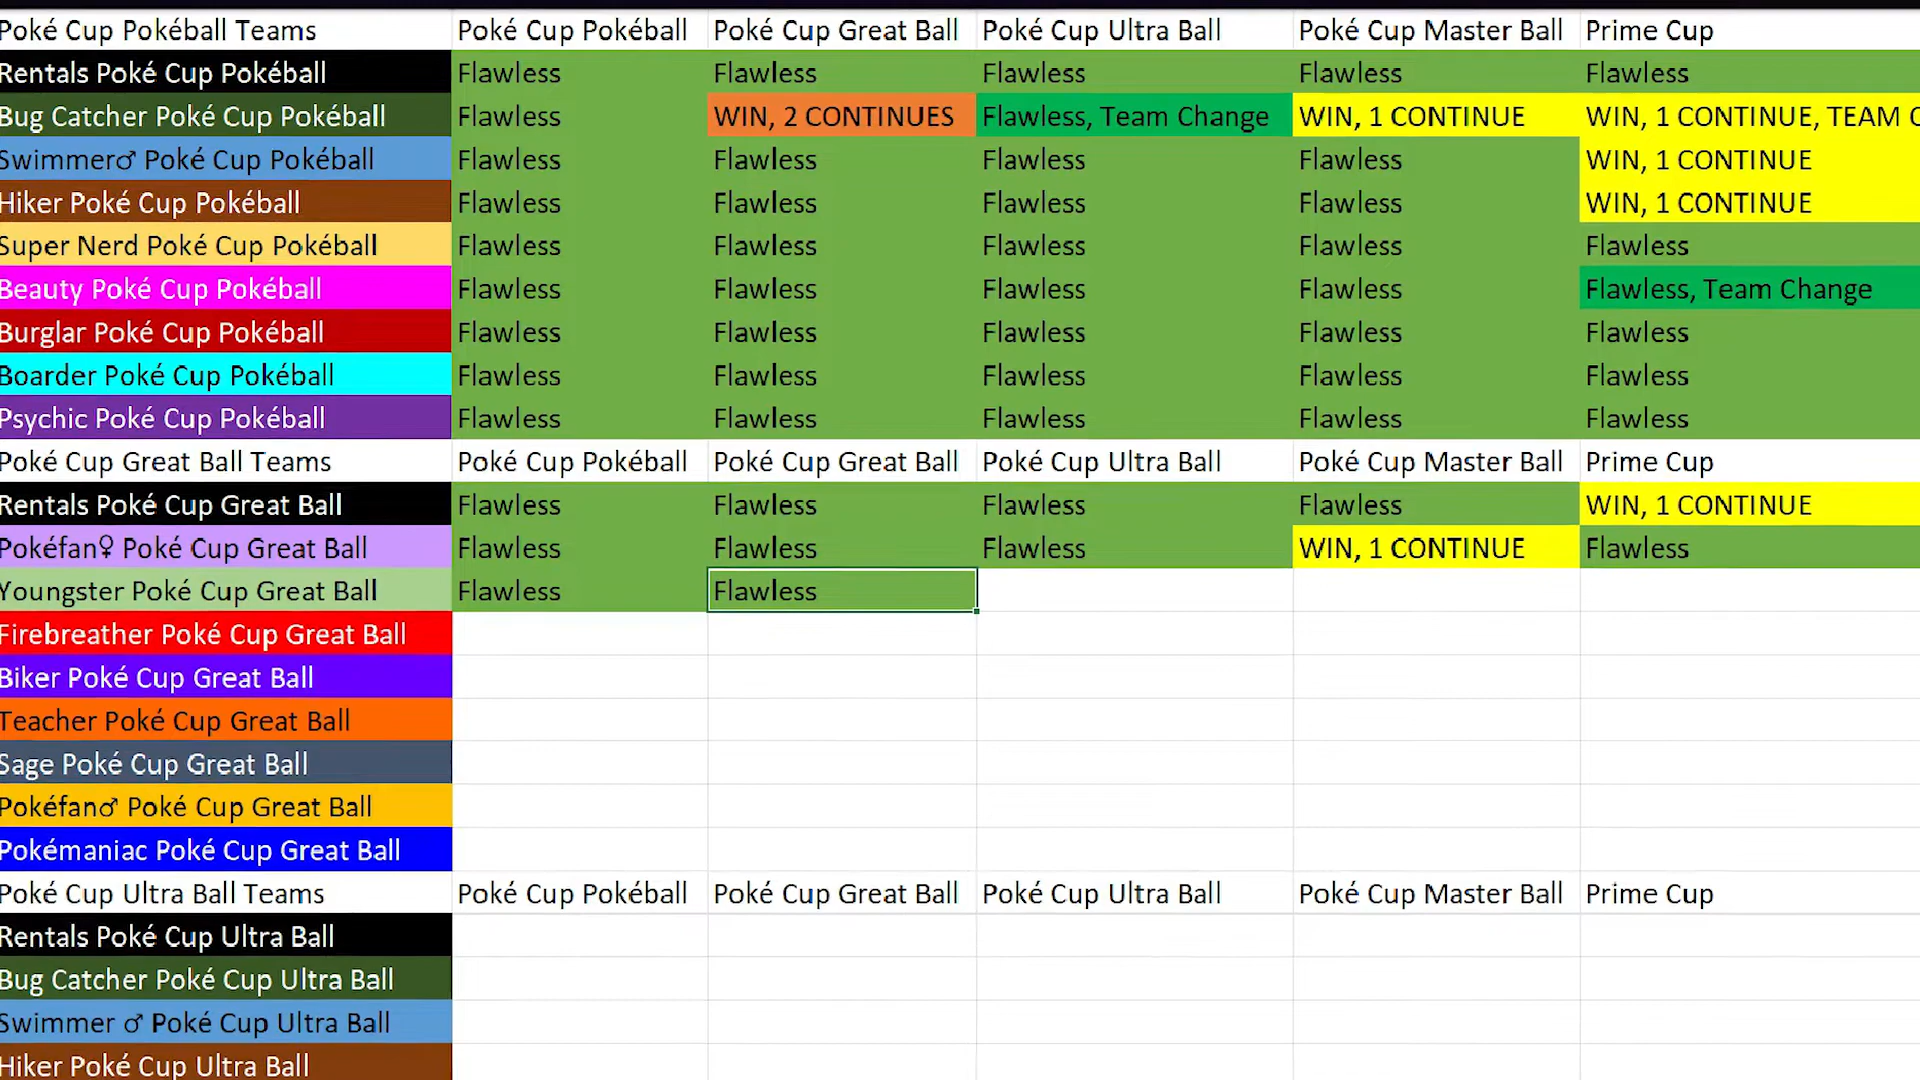 Poké Cup Pokéball Teams Poké Cup Pokéball Poké Cup Great Ball Poké Cup Ultra Ball Poké Cup Master Ball Prime Cup
Rentals Poké Cup Pokéball Flawless Flawless Flawless Flawless Flawless
Bug Catcher Poké Cup Pokéball Flawless WIN, 2 CONTINUES Flawless, Team Change WIN, 1 CONTINUE WIN, 1 CONTINUE, TEAM
Swimmer♂ Poké Cup Pokéball Flawless Flawless Flawless Flawless WIN, 1 CONTINUE
Hiker Poké Cup Pokéball Flawless Flawless Flawless Flawless WIN, 1 CONTINUE
Super Nerd Poké Cup Pokéball Flawless Flawless Flawless Flawless Flawless
Beauty Poké Cup Pokéball Flawless Flawless Flawless Flawless Flawless, Team Change
Burglar Poké Cup Pokéball Flawless Flawless Flawless Flawless Flawless
Boarder Poké Cup Pokéball Flawless Flawless Flawless Flawless Flawless
Psychic Poké Cup Pokéball Flawless Flawless Flawless Flawless Flawless
Poké Cup Great Ball Teams Poké Cup Pokéball Poké Cup Great Ball Poké Cup Ultra Ball Poké Cup Master Ball Prime Cup
Rentals Poké Cup Great Ball Flawless Flawless Flawless Flawless WIN, 1 CONTINUE
Pokéfan♀ Poké Cup Great Ball Flawless Flawless Flawless WIN, 1 CONTINUE Flawless
Youngster Poké Cup Great Ball Flawless Flawless
Firebreather Poké Cup Great Ball
Biker Poké Cup Great Ball
Teacher Poké Cup Great Ball
Sage Poké Cup Great Ball
Pokéfan♂ Poké Cup Great Ball
Pokémaniac Poké Cup Great Ball
Poké Cup Ultra Ball Teams Poké Cup Pokéball Poké Cup Great Ball Poké Cup Ultra Ball Poké Cup Master Ball Prime Cup
Rentals Poké Cup Ultra Ball
Bug Catcher Poké Cup Ultra Ball
Swimmer ♂ Poké Cup Ultra Ball
Hiker Poké Cup Ultra Ball